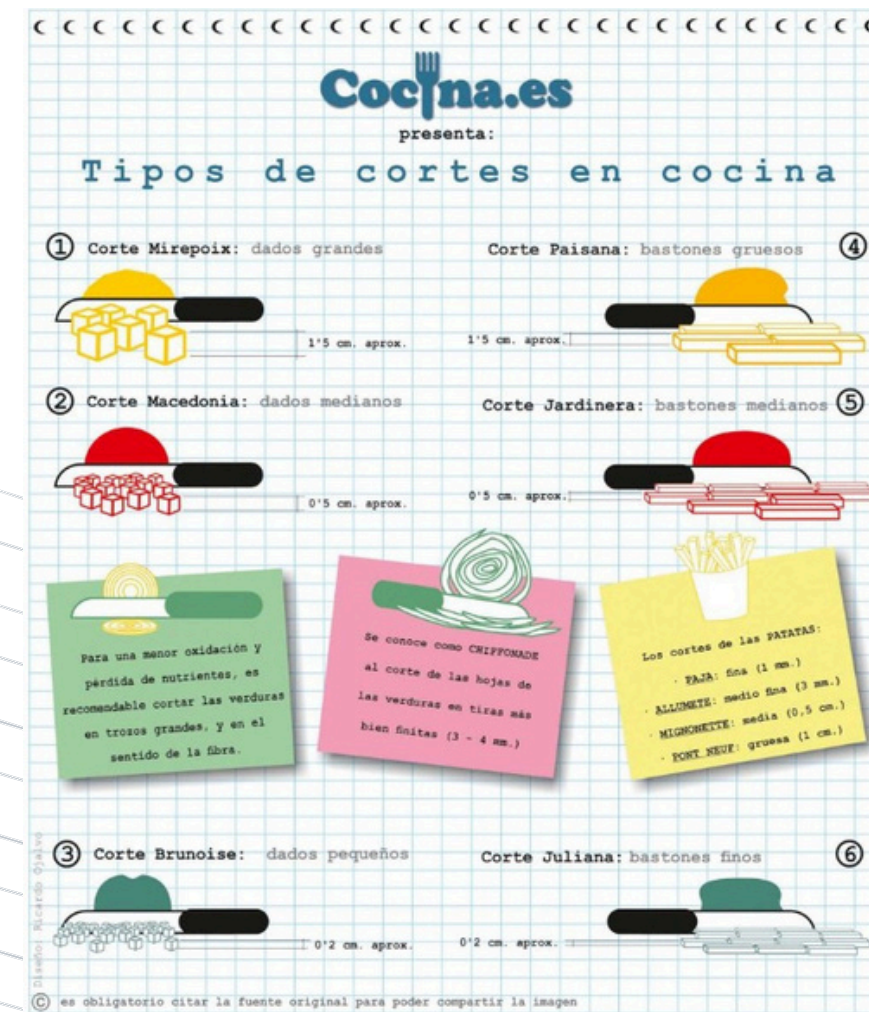 Cocina.es
presenta:
Tipos de cortes en cocina
① Corte Mirepoix: dados grandes
1'5 cm. aprox.
Corte Paisana: bastones gruesos ④
1'5 cm. aprox.
② Corte Macedonia: dados medianos
0'5 cm. aprox.
Corte Jardinera: bastones medianos ⑤
0'5 cm. aprox.
Para una menor oxidación y
pérdida de nutrientes, es
recomendable cortar las verduras
en trozos grandes, y en el
sentido de la fibra.
Se conoce como CHIFFONADE
al corte de las hojas de
las verduras en tiras más
bien finitas (3 - 4 mm.)
Los cortes de las PATATAS:
· PAJA: fina (1 mm.)
· ALLUMETE: medio fina (3 mm.)
· MIGNONETTE: media (0,5 cm.)
· PONT NEUF: gruesa (1 cm.)
③ Corte Brunoise: dados pequeños
0'2 cm. aprox.
Corte Juliana: bastones finos ⑥
0'2 cm. aprox.
Diseño: Ricardo Ojalvo
© es obligatorio citar la fuente original para poder compartir la imagen